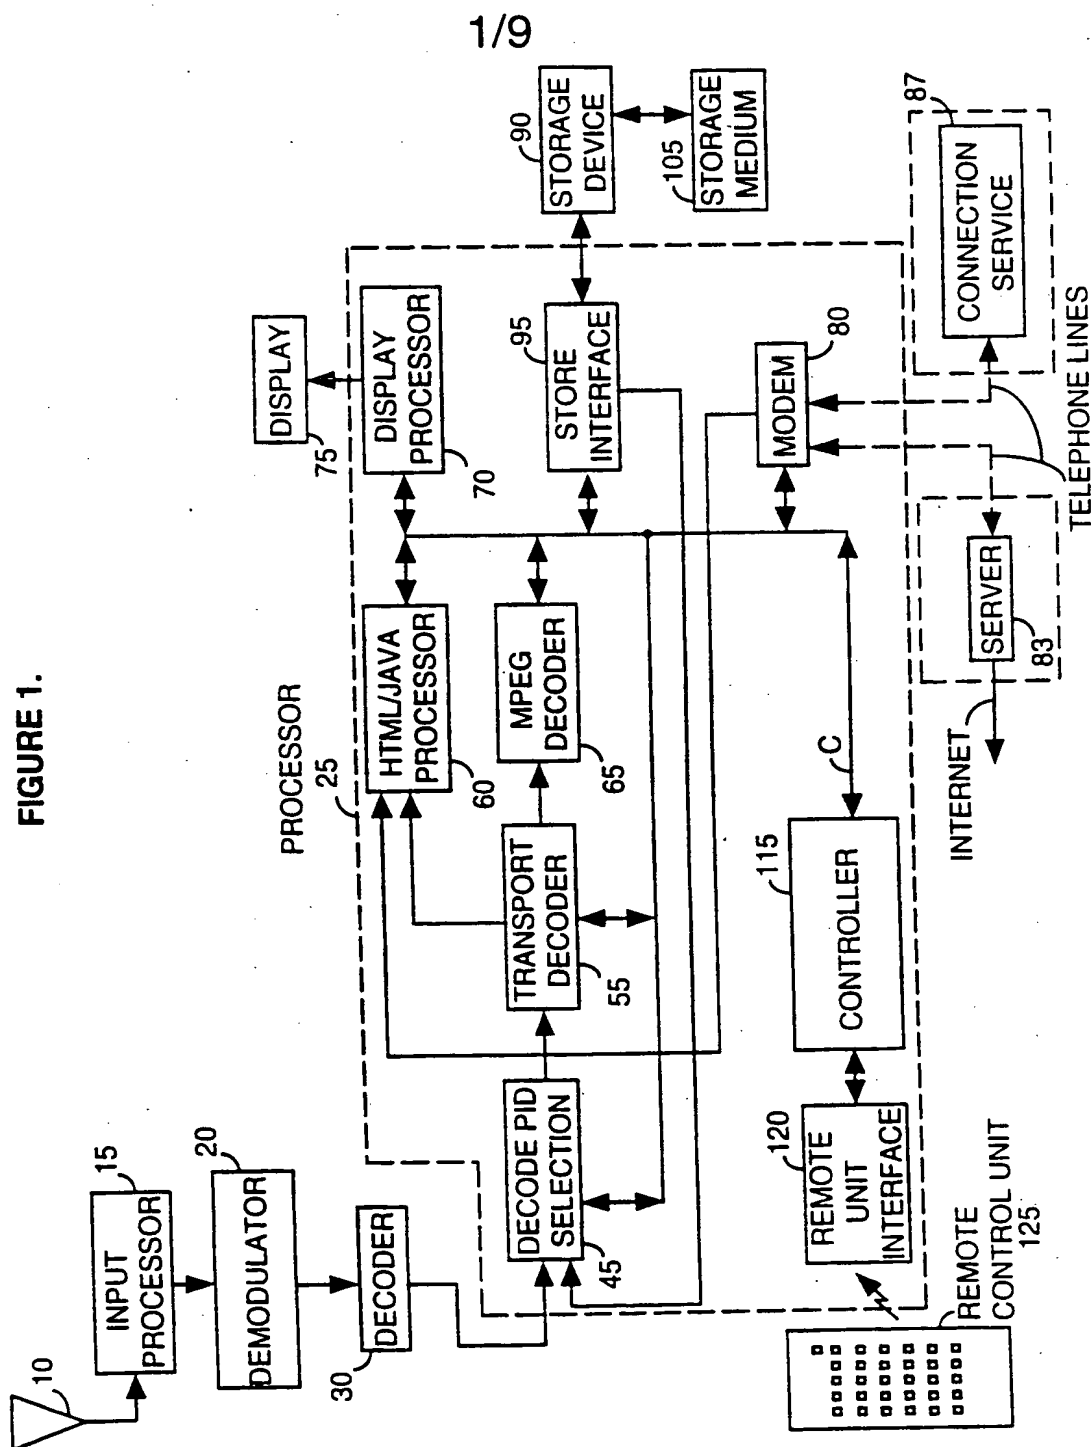 1/9
FIGURE 1.
10
15
INPUT
PROCESSOR
20
DEMODULATOR
30
DECODER
PROCESSOR
25
DECODE PID
SELECTION
45
TRANSPORT
DECODER
55
HTML/JAVA
PROCESSOR
60
MPEG
DECODER
65
DISPLAY
75
DISPLAY
PROCESSOR
70
95
STORE
INTERFACE
90
STORAGE
DEVICE
105
STORAGE
MEDIUM
80
MODEM
C
115
CONTROLLER
120
REMOTE
UNIT
INTERFACE
REMOTE
CONTROL UNIT
125
INTERNET
SERVER
83
TELEPHONE LINES
87
CONNECTION
SERVICE